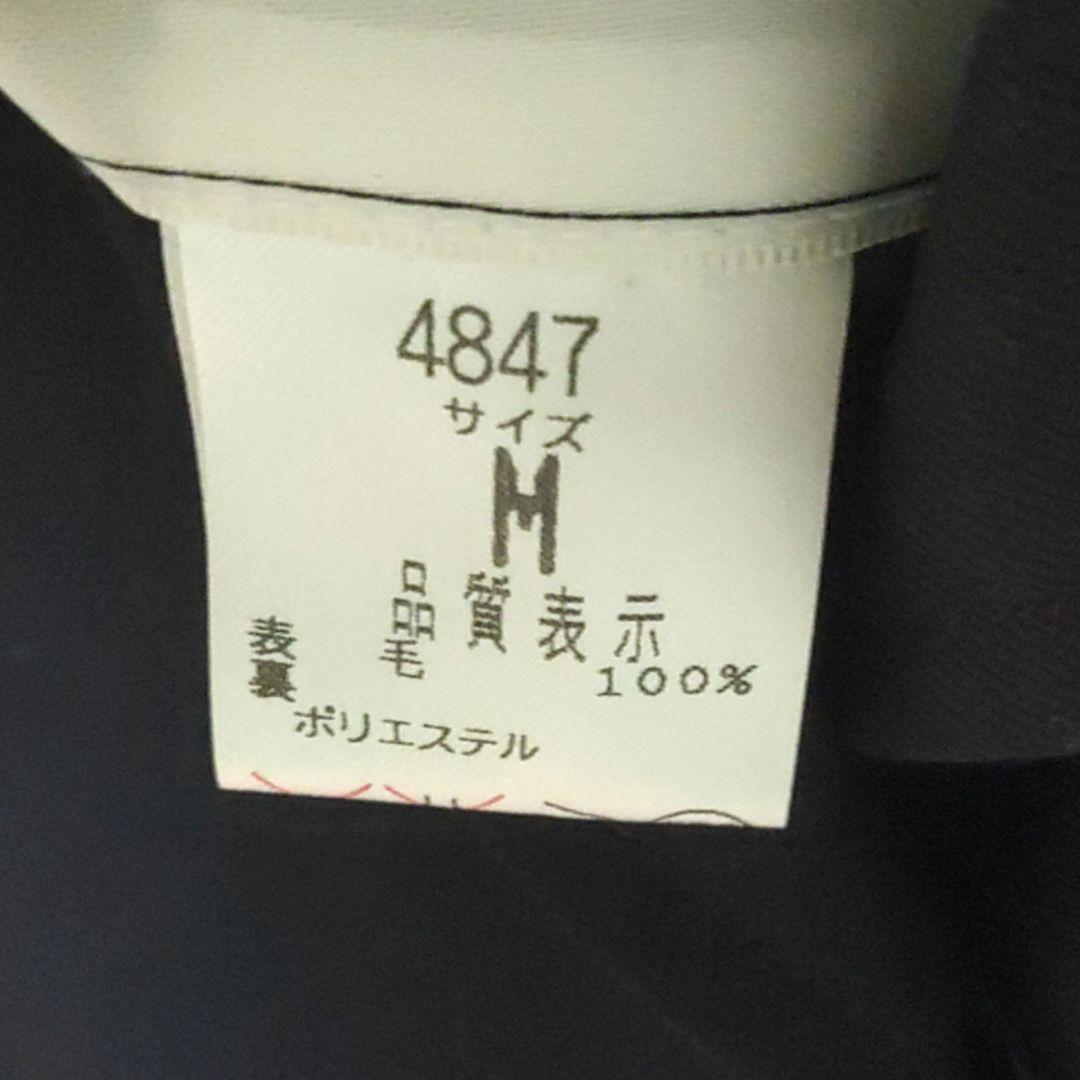 4847
サイズ
M
品質表示
表 毛 100%
裏 ポリエステル